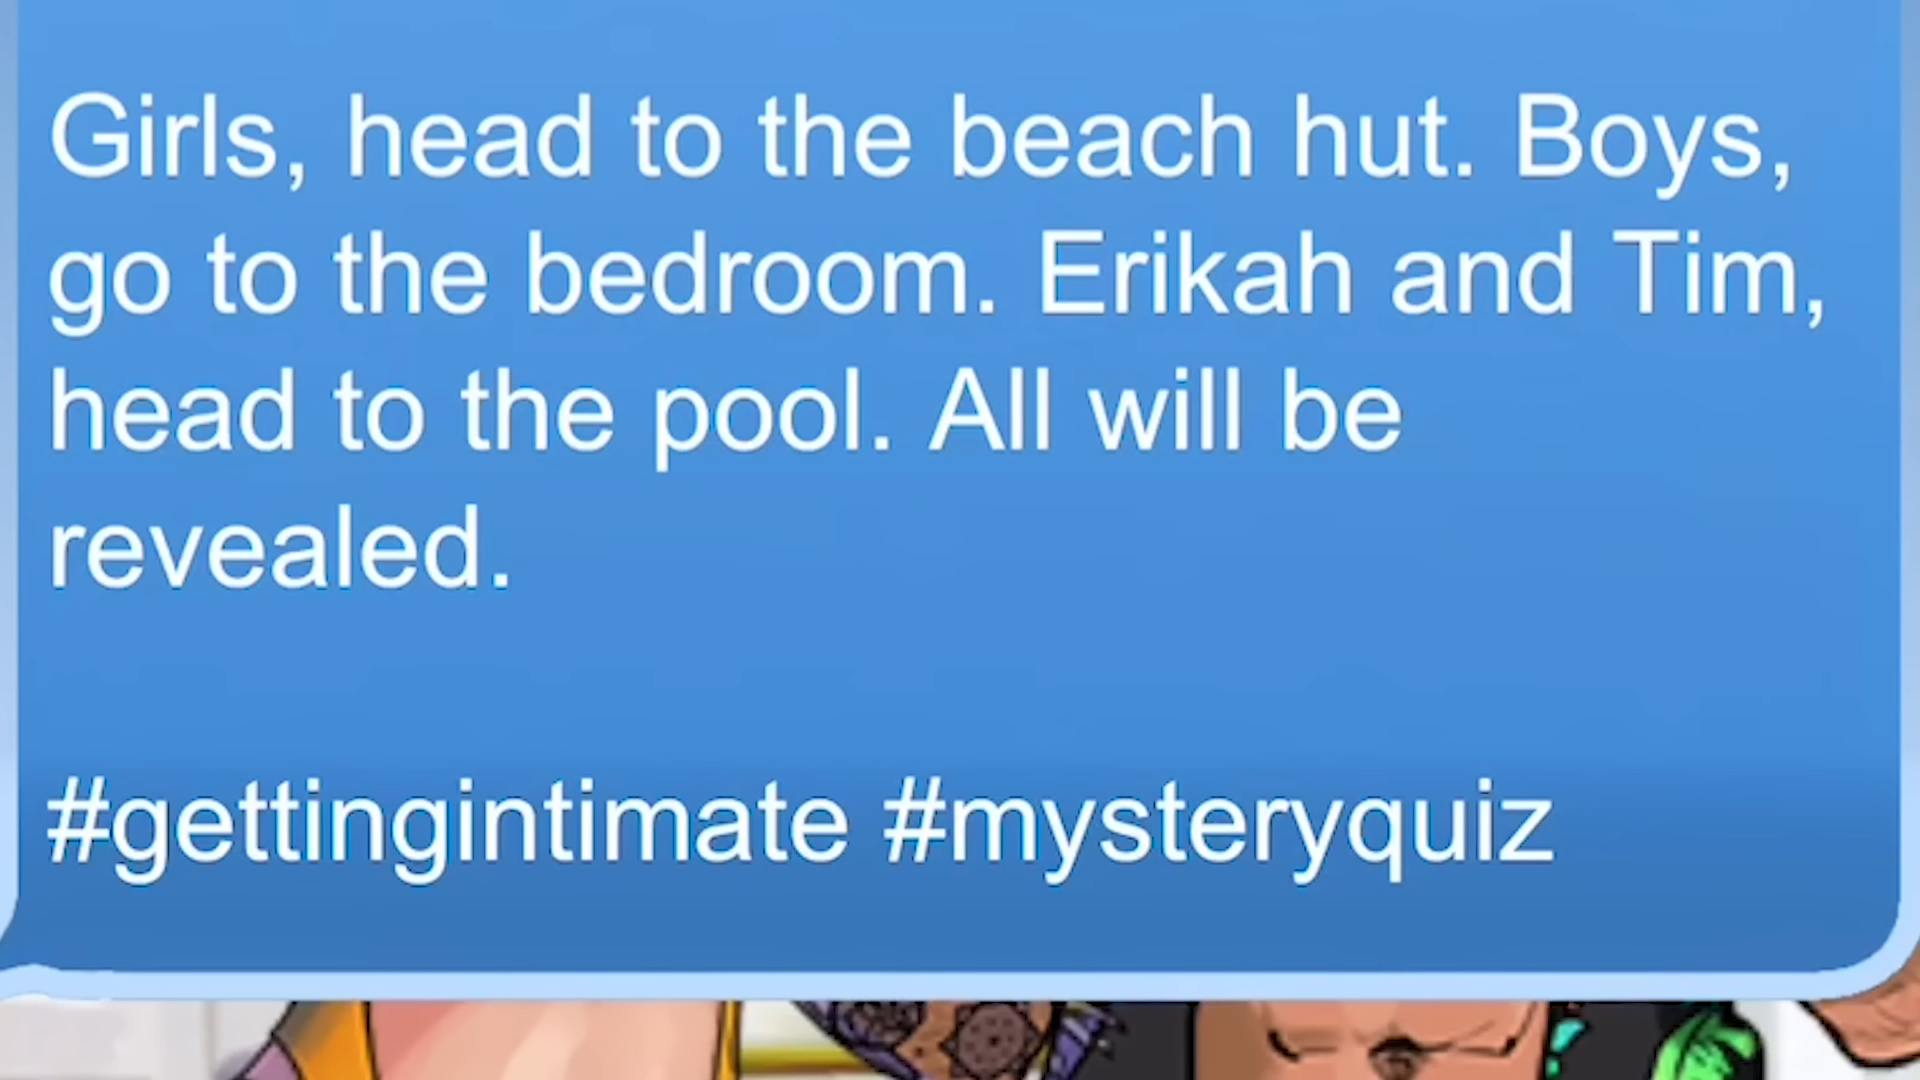 Girls, head to the beach hut. Boys,
go to the bedroom. Erikah and Tim,
head to the pool. All will be
revealed.
#gettingintimate #mysteryquiz